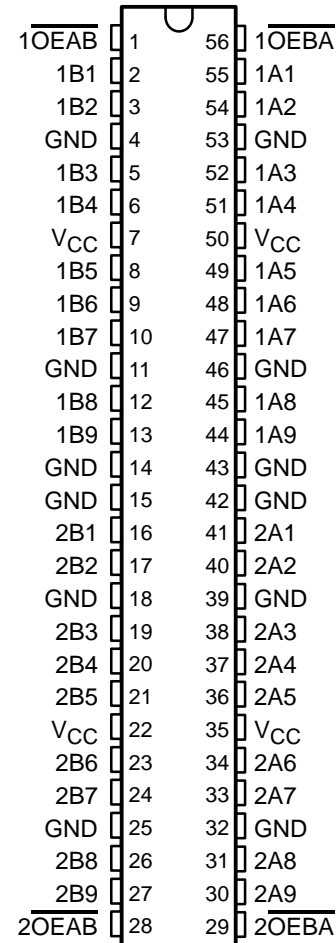 1OEAB 1 56 1OEBA
1B1 2 55 1A1
1B2 3 54 1A2
GND 4 53 GND
1B3 5 52 1A3
1B4 6 51 1A4
VCC 7 50 VCC
1B5 8 49 1A5
1B6 9 48 1A6
1B7 10 47 1A7
GND 11 46 GND
1B8 12 45 1A8
1B9 13 44 1A9
GND 14 43 GND
GND 15 42 GND
2B1 16 41 2A1
2B2 17 40 2A2
GND 18 39 GND
2B3 19 38 2A3
2B4 20 37 2A4
2B5 21 36 2A5
VCC 22 35 VCC
2B6 23 34 2A6
2B7 24 33 2A7
GND 25 32 GND
2B8 26 31 2A8
2B9 27 30 2A9
2OEAB 28 29 2OEBA